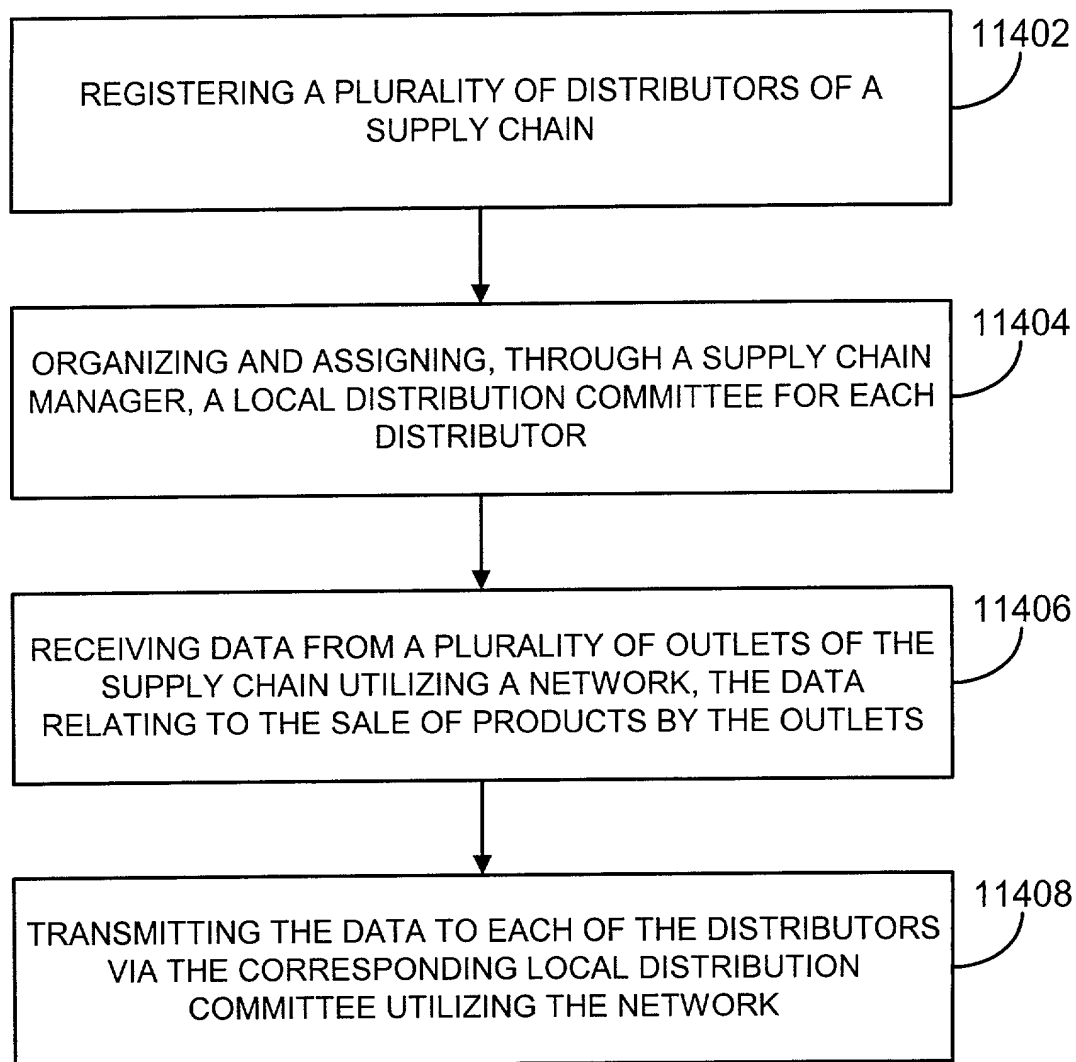 11402
REGISTERING A PLURALITY OF DISTRIBUTORS OF A
SUPPLY CHAIN
11404
ORGANIZING AND ASSIGNING, THROUGH A SUPPLY CHAIN
MANAGER, A LOCAL DISTRIBUTION COMMITTEE FOR EACH
DISTRIBUTOR
11406
RECEIVING DATA FROM A PLURALITY OF OUTLETS OF THE
SUPPLY CHAIN UTILIZING A NETWORK, THE DATA
RELATING TO THE SALE OF PRODUCTS BY THE OUTLETS
11408
TRANSMITTING THE DATA TO EACH OF THE DISTRIBUTORS
VIA THE CORRESPONDING LOCAL DISTRIBUTION
COMMITTEE UTILIZING THE NETWORK